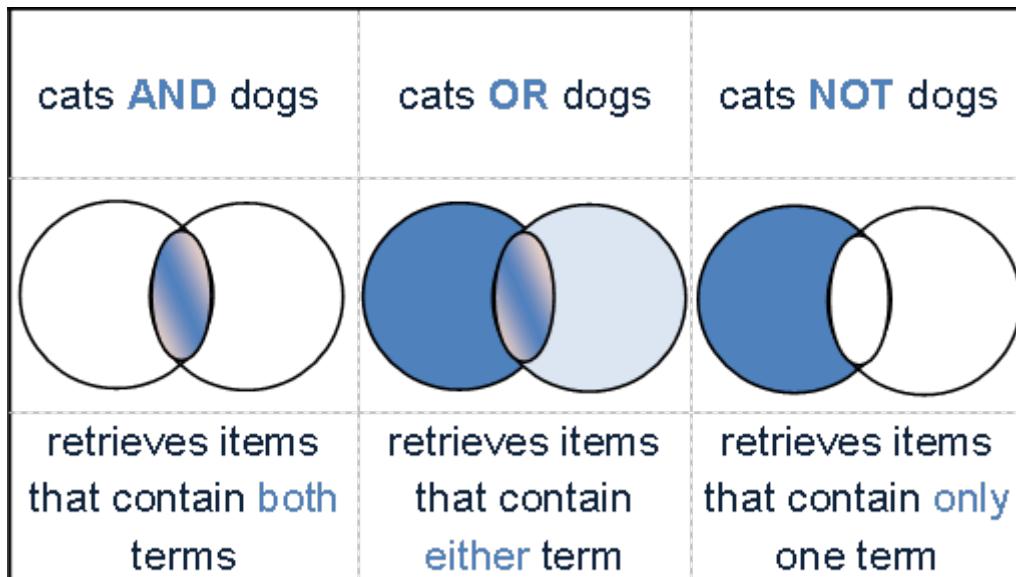 cats AND dogs
cats OR dogs
cats NOT dogs
retrieves items
that contain both
terms
retrieves items
that contain
either term
retrieves items
that contain only
one term